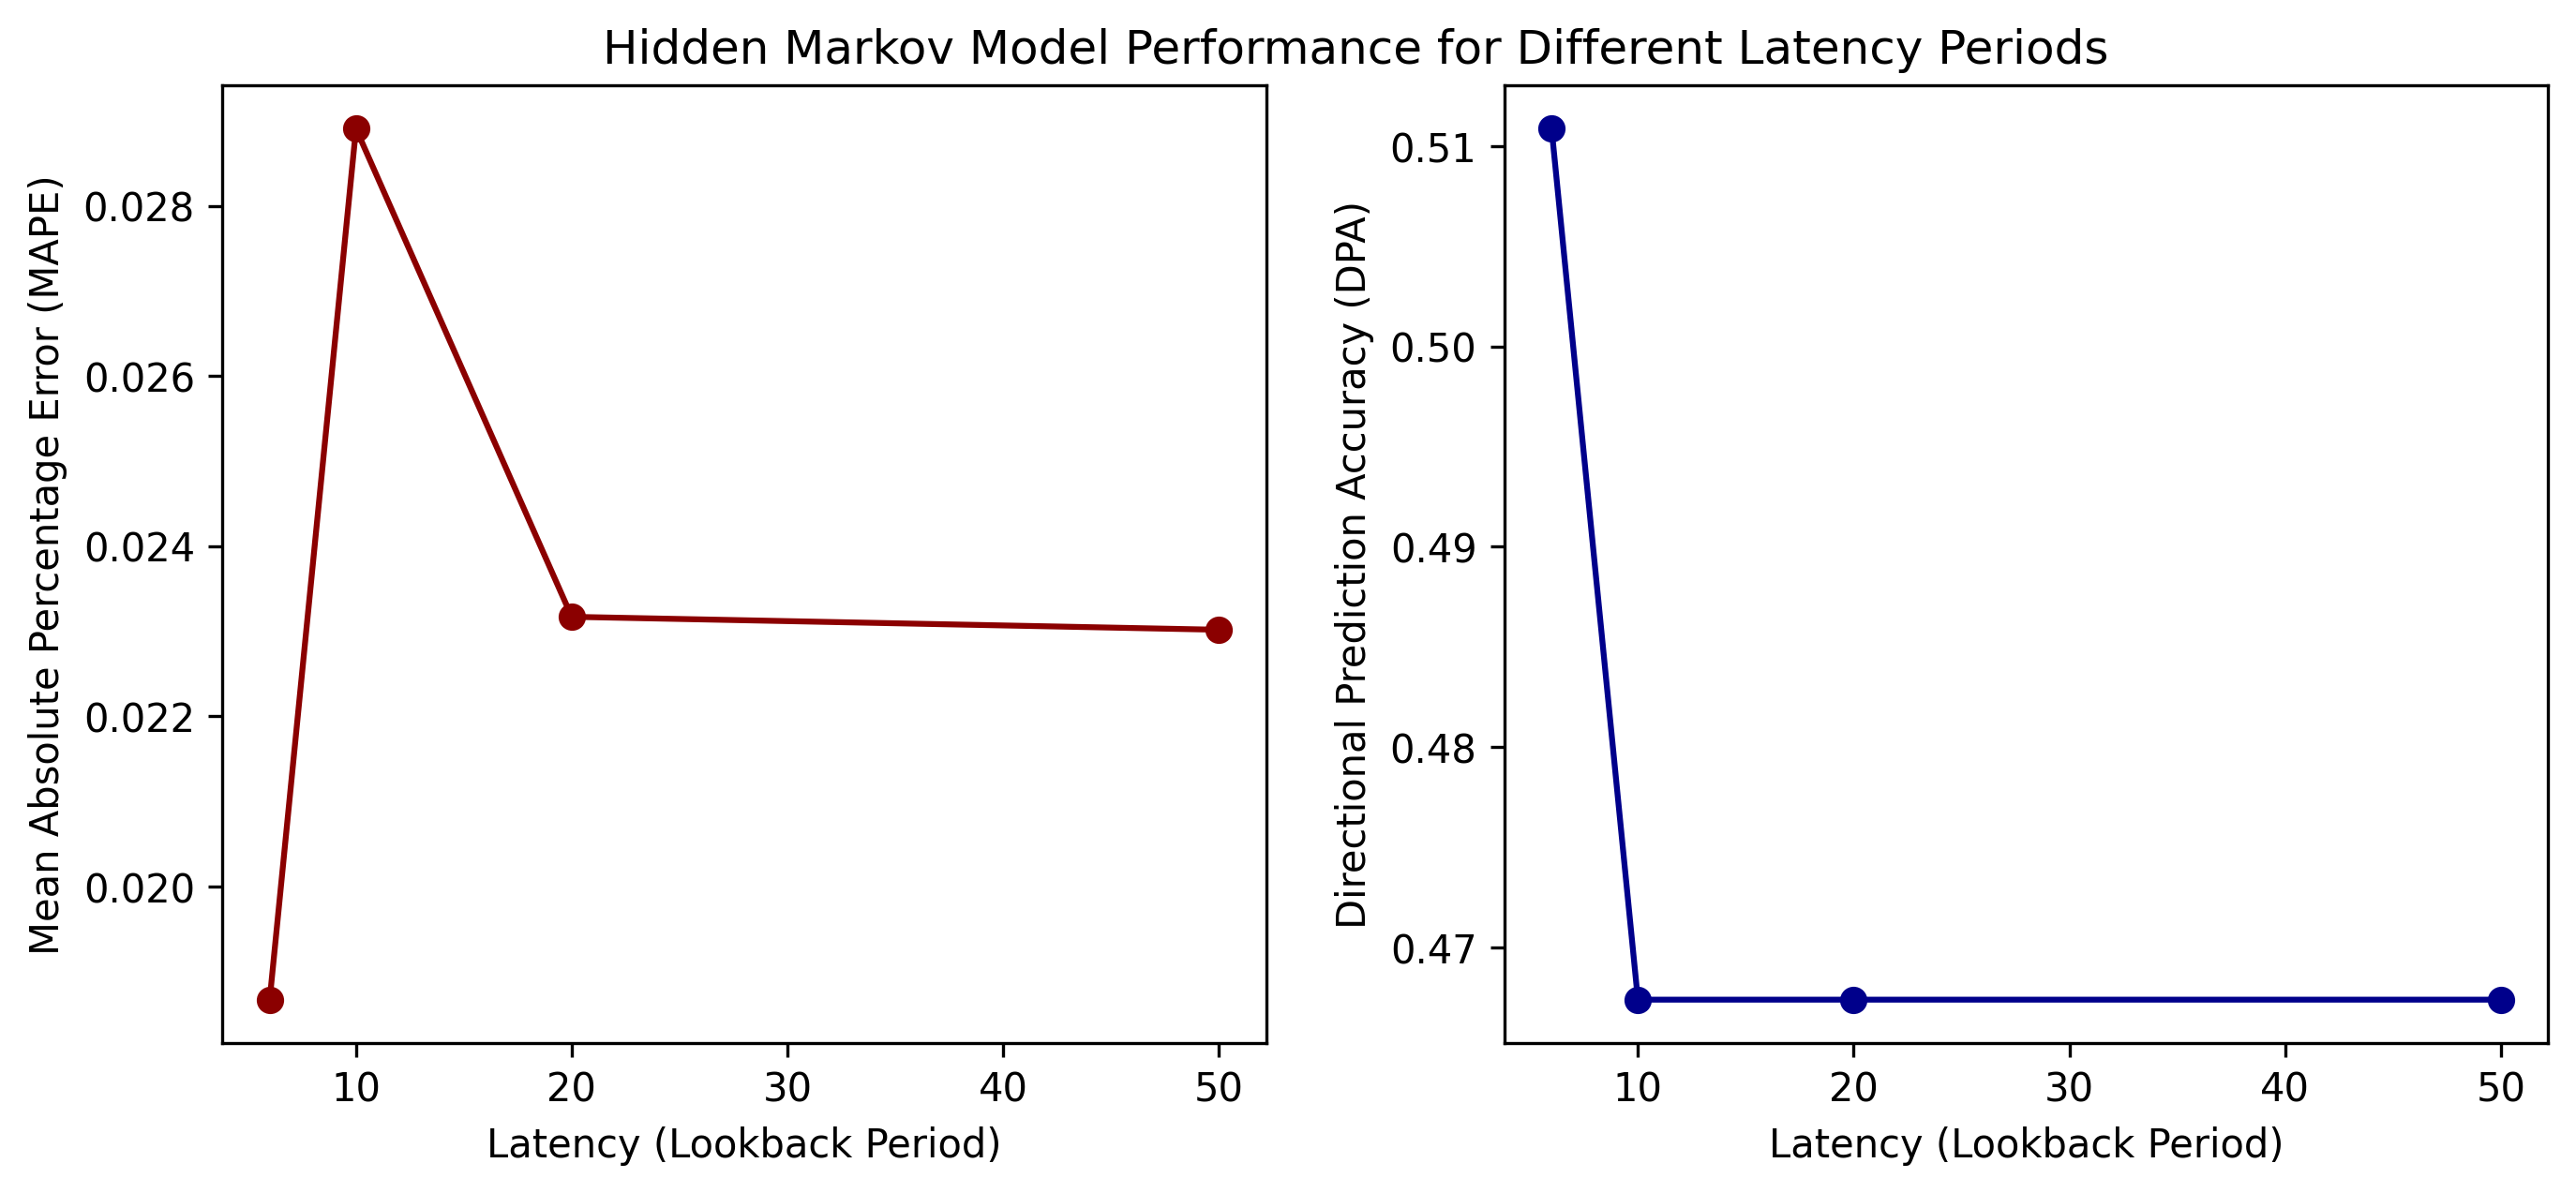 Hidden Markov Model Performance for Different Latency Periods
Mean Absolute Percentage Error (MAPE)
0.028
0.026
0.024
0.022
0.020
10 20 30 40 50
Latency (Lookback Period)
Directional Prediction Accuracy (DPA)
0.51
0.50
0.49
0.48
0.47
10 20 30 40 50
Latency (Lookback Period)